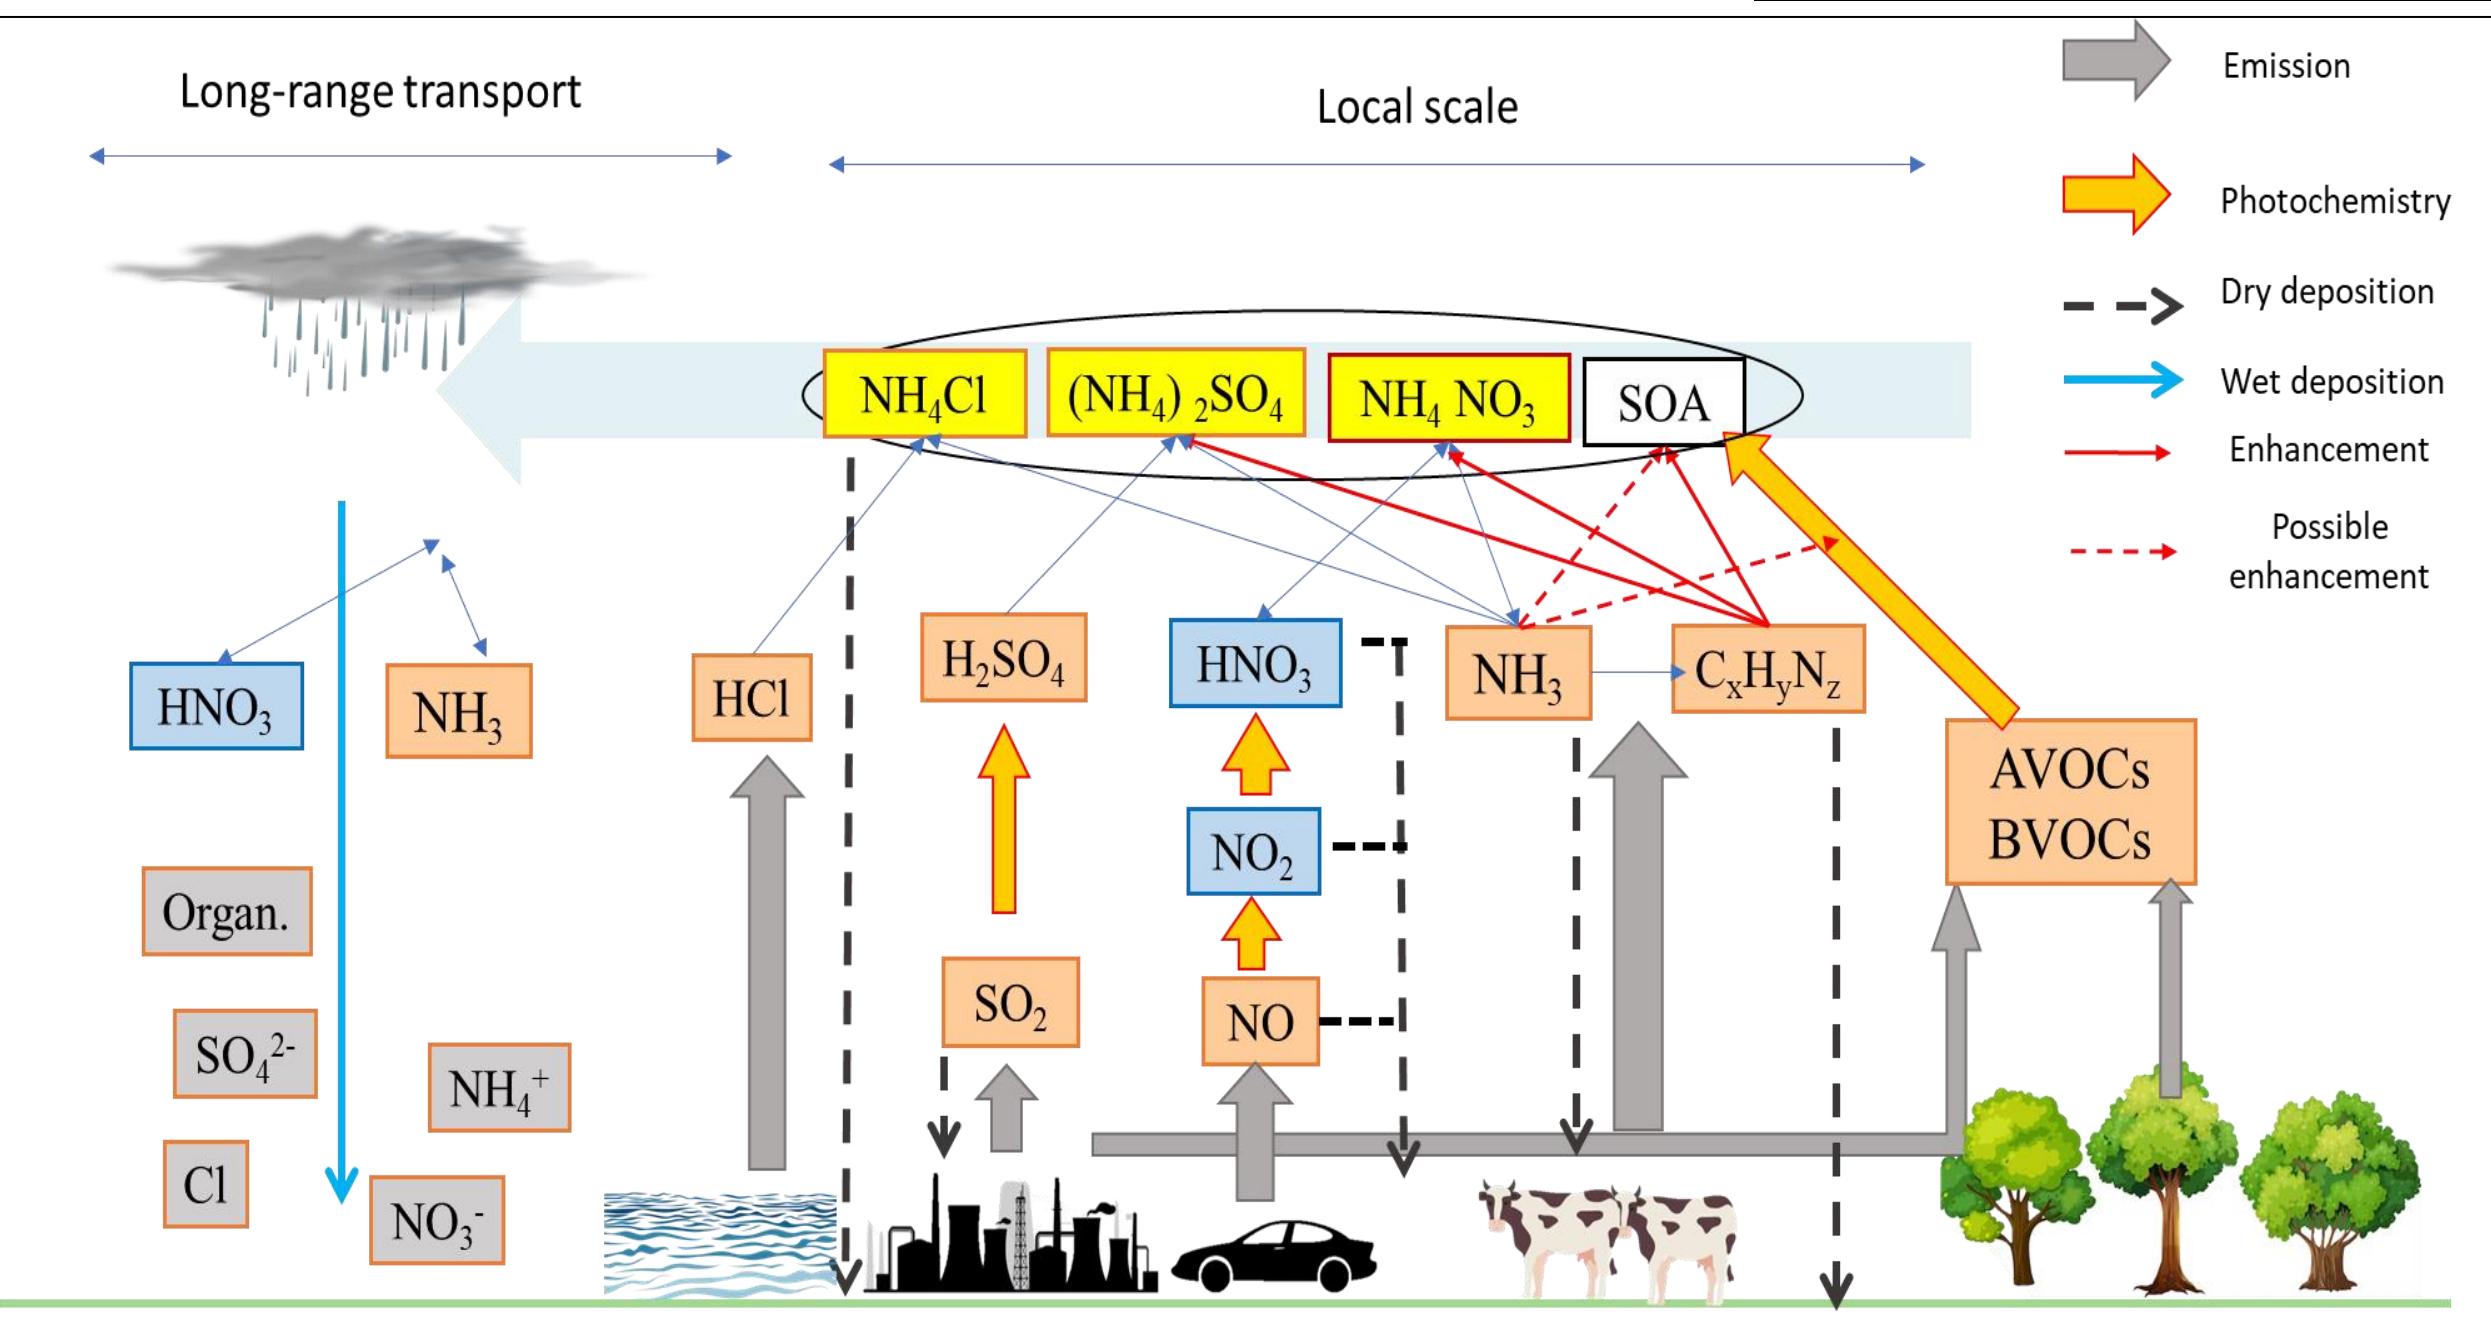 Long-range transport
Local scale
Emission
Photochemistry
Dry deposition
Wet deposition
Enhancement
Possible
enhancement
NH₄Cl
(NH₄) ₂SO₄
NH₄ NO₃
SOA
HNO₃
NH₃
HCl
H₂SO₄
HNO₃
NH₃
CₓHᵧN_z
AVOCs
BVOCs
NO₂
Organ.
SO₂
NO
SO₄²⁻
NH₄⁺
Cl
NO₃⁻